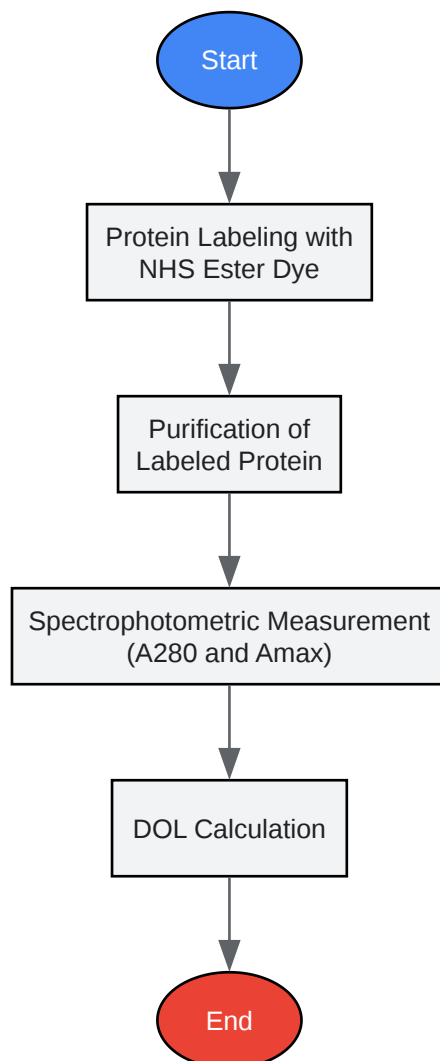 Start
Protein Labeling with
NHS Ester Dye
Purification of
Labeled Protein
Spectrophotometric Measurement
(A280 and Amax)
DOL Calculation
End